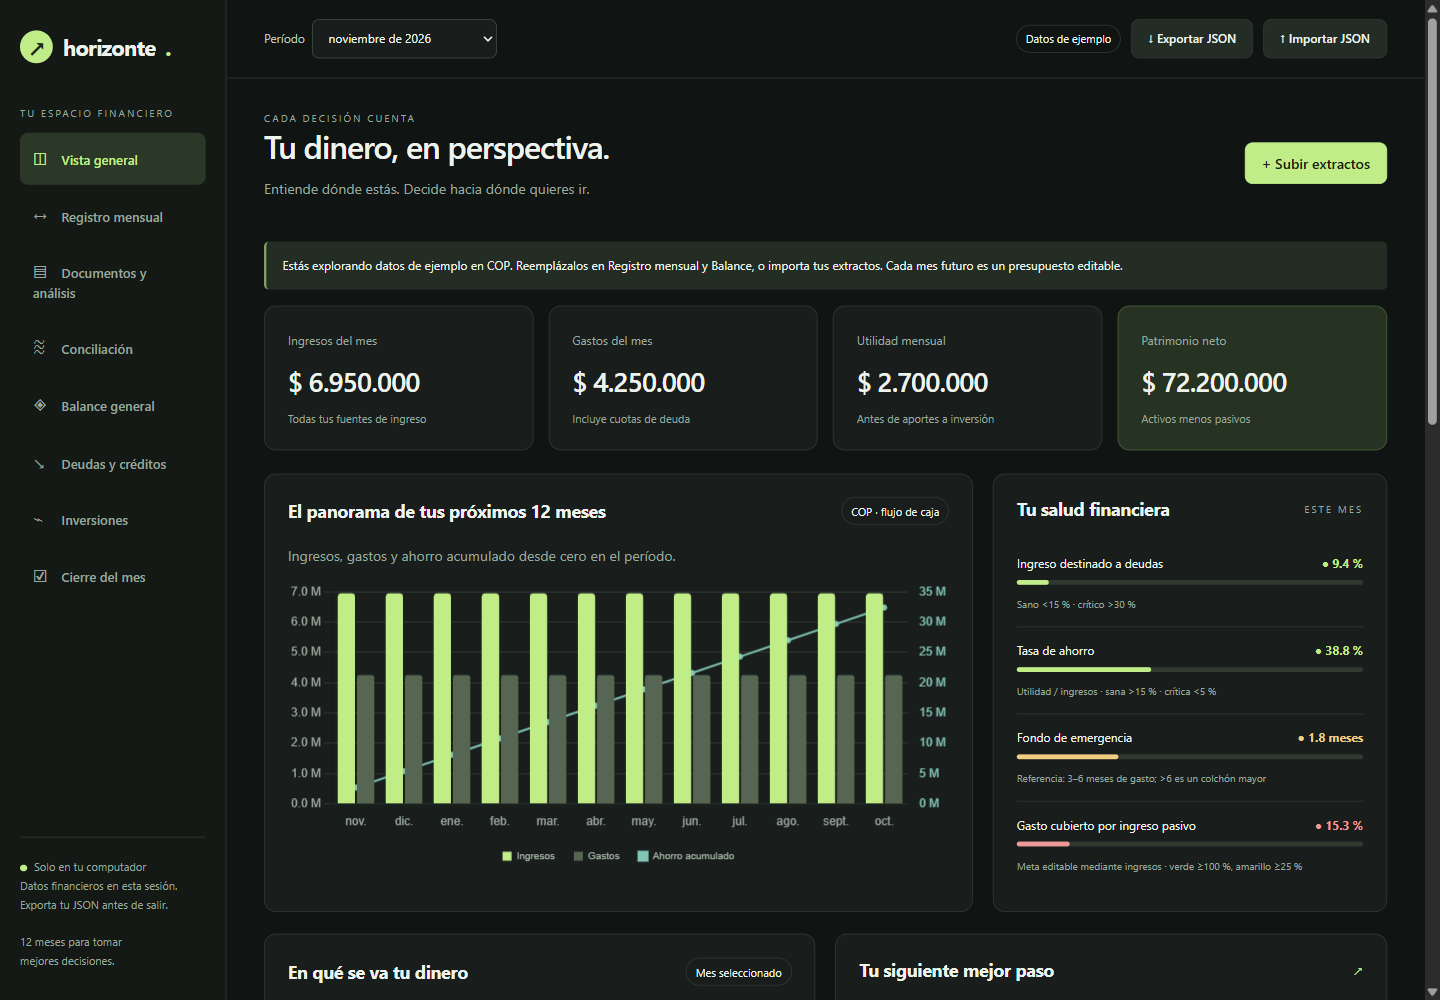 horizonte .
TU ESPACIO FINANCIERO
Vista general
Registro mensual
Documentos y
análisis
Conciliación
Balance general
Deudas y créditos
Inversiones
Cierre del mes
Solo en tu computador
Datos financieros en esta sesión.
Exporta tu JSON antes de salir.
12 meses para tomar
mejores decisiones.
Período
noviembre de 2026
Datos de ejemplo
↓ Exportar JSON
↑ Importar JSON
CADA DECISIÓN CUENTA
Tu dinero, en perspectiva.
Entiende dónde estás. Decide hacia dónde quieres ir.
+ Subir extractos
Estás explorando datos de ejemplo en COP. Reemplázalos en Registro mensual y Balance, o importa tus extractos. Cada mes futuro es un presupuesto editable.
Ingresos del mes
$ 6.950.000
Todas tus fuentes de ingreso
Gastos del mes
$ 4.250.000
Incluye cuotas de deuda
Utilidad mensual
$ 2.700.000
Antes de aportes a inversión
Patrimonio neto
$ 72.200.000
Activos menos pasivos
El panorama de tus próximos 12 meses
COP · flujo de caja
Ingresos, gastos y ahorro acumulado desde cero en el período.
7.0 M 35 M
6.0 M 30 M
5.0 M 25 M
4.0 M 20 M
3.0 M 15 M
2.0 M 10 M
1.0 M 5 M
0.0 M 0 M
nov. dic. ene. feb. mar. abr. may. jun. jul. ago. sept. oct.
Ingresos Gastos Ahorro acumulado
Tu salud financiera
ESTE MES
Ingreso destinado a deudas ● 9.4 %
Sano <15 % · crítico >30 %
Tasa de ahorro ● 38.8 %
Utilidad / ingresos · sana >15 % · crítica <5 %
Fondo de emergencia ● 1.8 meses
Referencia: 3–6 meses de gasto; >6 es un colchón mayor
Gasto cubierto por ingreso pasivo ● 15.3 %
Meta editable mediante ingresos · verde ≥100 %, amarillo ≥25 %
En qué se va tu dinero
Mes seleccionado
Tu siguiente mejor paso ↗